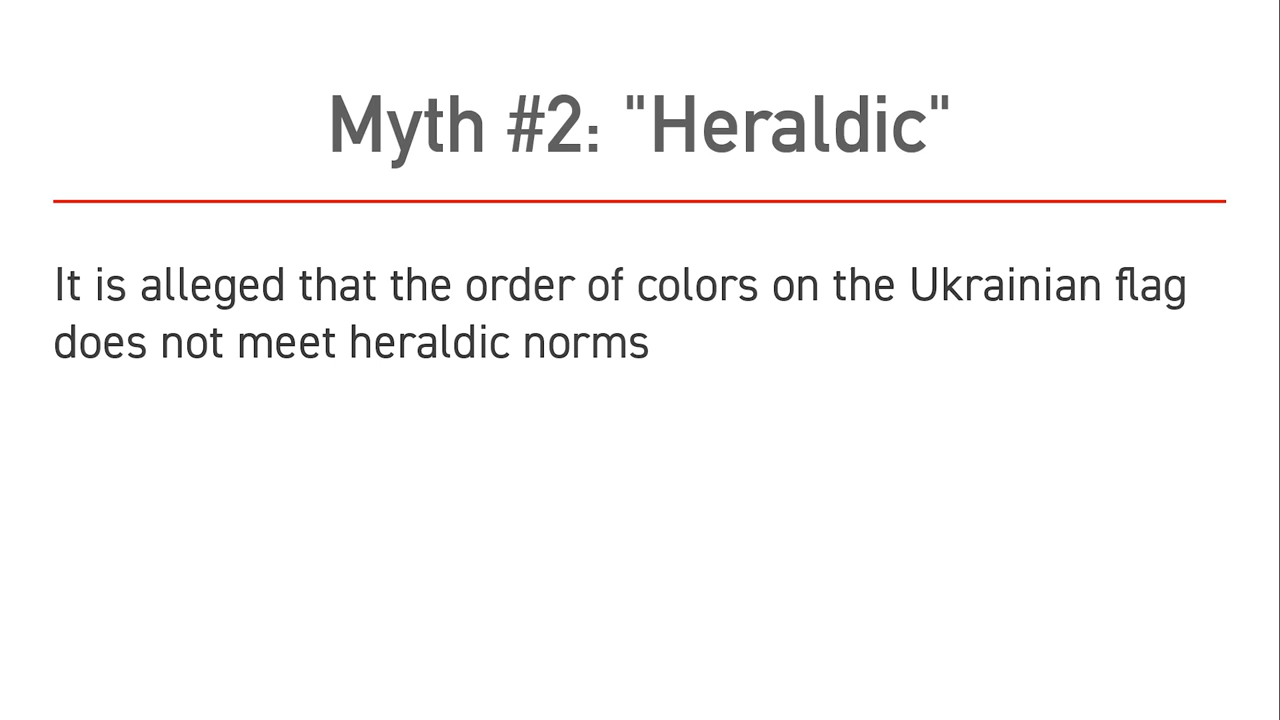 Myth #2: "Heraldic"
It is alleged that the order of colors on the Ukrainian flag
does not meet heraldic norms